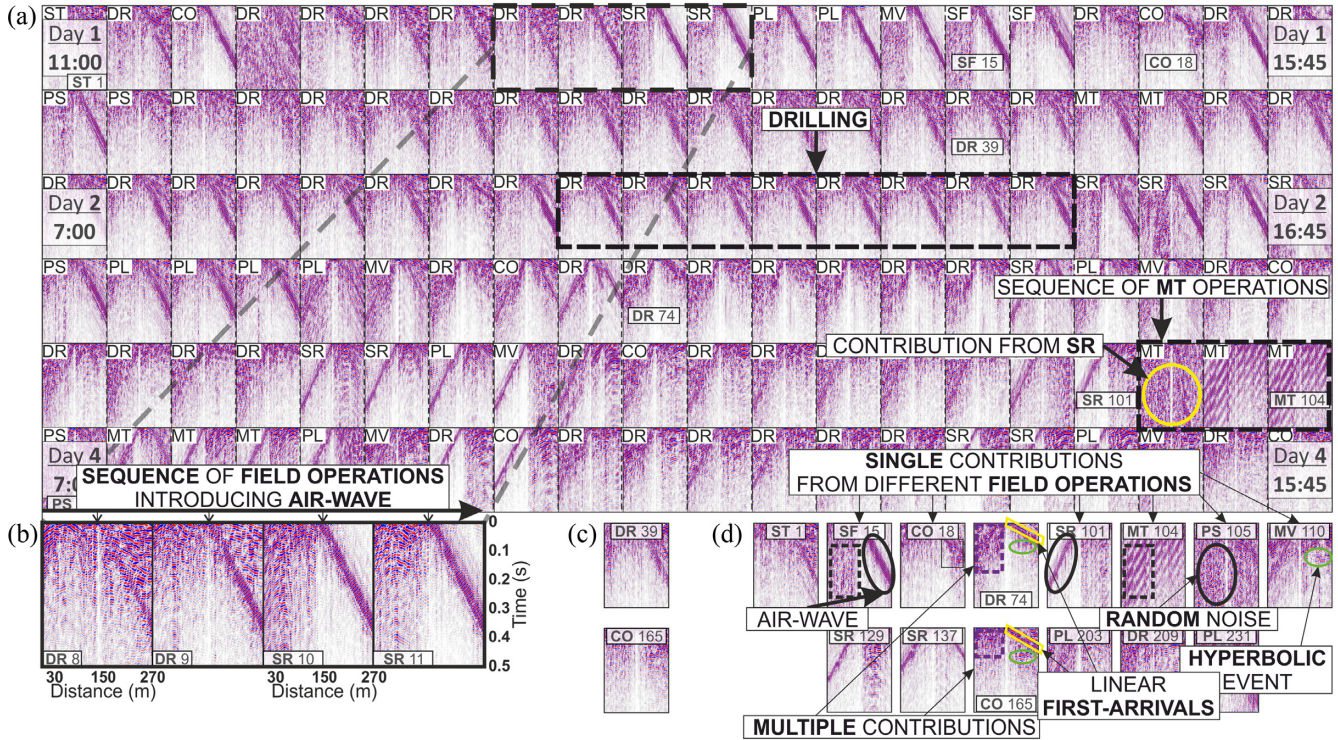 (a)
ST DR CO DR DR DR DR DR DR SR SR PL PL MV SF SF DR CO DR DR
Day 1
11:00
ST 1
SF 15
CO 18
Day 1
15:45
PS PS DR DR DR DR DR DR DR DR DR DR DR DR DR DR MT MT DR DR
DRILLING
DR 39
DR DR DR DR DR DR DR DR DR DR DR DR DR DR DR DR SR SR SR SR
Day 2
7:00
Day 2
16:45
PS PL PL PL PL MV DR CO DR DR DR DR DR DR DR SR PL MV DR CO
SEQUENCE OF MT OPERATIONS
DR 74
CONTRIBUTION FROM SR
DR DR DR DR SR SR PL MV DR CO DR DR DR DR DR SR SR MT MT MT
SR 101
MT 104
PS MT MT MT PL MV DR CO DR DR DR DR DR DR SF SR PL MV DR CO
Day 4
7:0
PS
Day 4
15:45
SEQUENCE OF FIELD OPERATIONS
INTRODUCING AIR-WAVE
SINGLE CONTRIBUTIONS
FROM DIFFERENT FIELD OPERATIONS
(b)
DR 8
DR 9
SR 10
SR 11
0
0.1
0.2
0.3
0.4
0.5
Time (s)
30 150 270
30 150 270
Distance (m)
Distance (m)
(c)
DR 39
CO 165
(d)
ST 1
SF 15
CO 18
DR 74
SR 101
MT 104
PS 105
MV 110
AIR-WAVE
RANDOM NOISE
SR 129
SR 137
CO 165
PL 203
DR 209
PL 231
HYPERBOLIC
EVENT
LINEAR
FIRST-ARRIVALS
MULTIPLE CONTRIBUTIONS